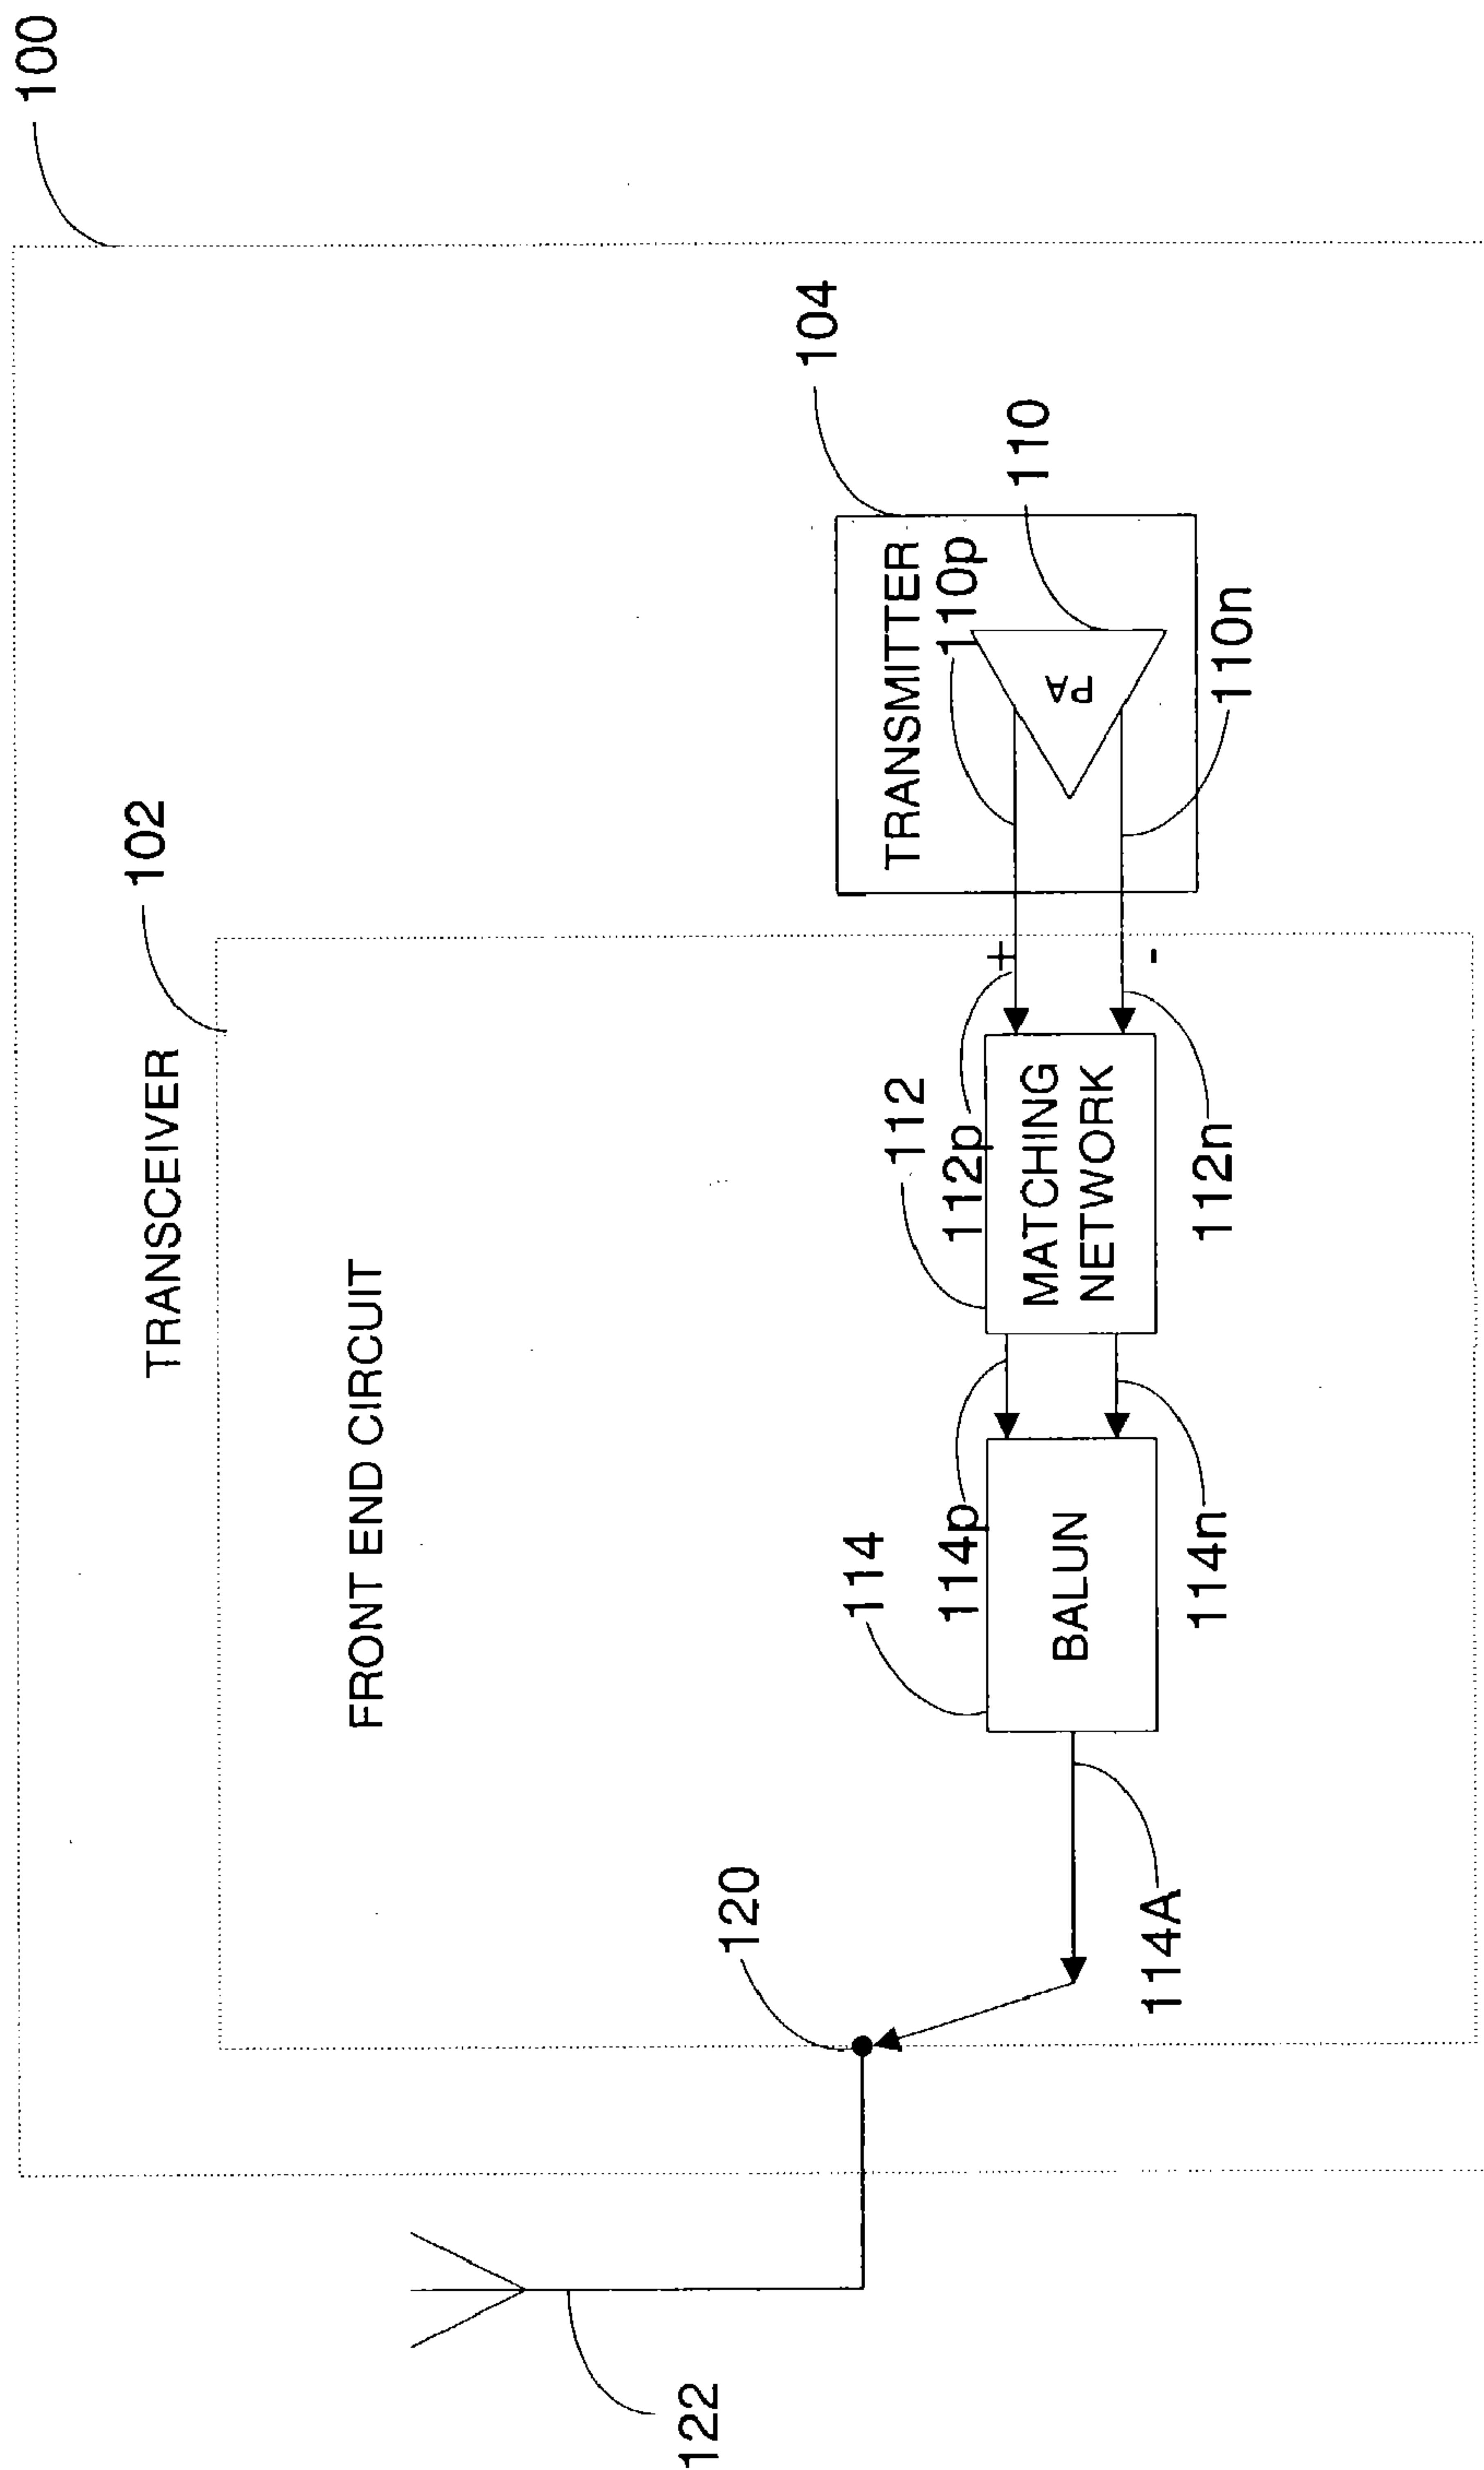 100
TRANSCEIVER
102
FRONT END CIRCUIT
104
TRANSMITTER
110p
110
PA
110n
+
-
112
112p
MATCHING
NETWORK
112n
114
114p
BALUN
114n
114A
120
122